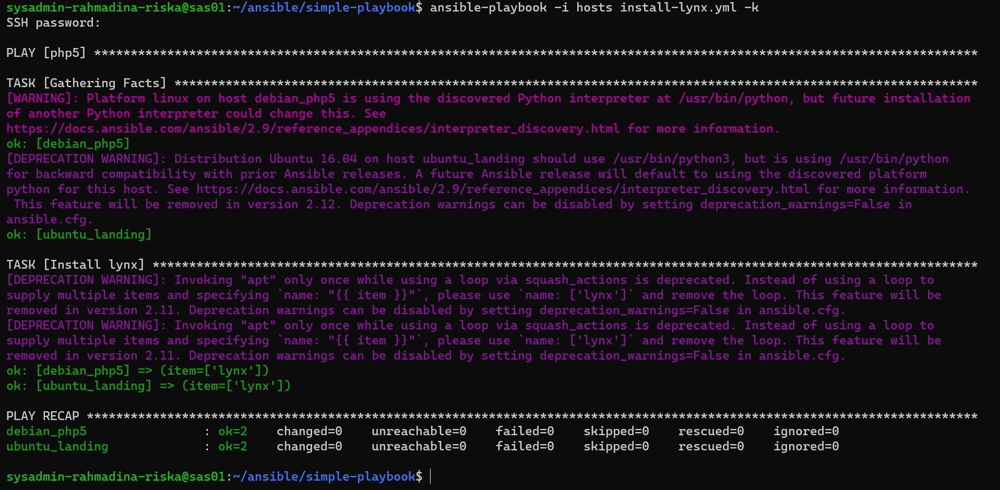 sysadmin-rahmadina-riska@sas01:~/ansible/simple-playbook$ ansible-playbook -i hosts install-lynx.yml -k
SSH password:
PLAY [php5] *************************************************************************************************************************
TASK [Gathering Facts] **************************************************************************************************************
[WARNING]: Platform linux on host debian_php5 is using the discovered Python interpreter at /usr/bin/python, but future installation
of another Python interpreter could change this. See
https://docs.ansible.com/ansible/2.9/reference_appendices/interpreter_discovery.html for more information.
ok: [debian_php5]
[DEPRECATION WARNING]: Distribution Ubuntu 16.04 on host ubuntu_landing should use /usr/bin/python3, but is using /usr/bin/python
for backward compatibility with prior Ansible releases. A future Ansible release will default to using the discovered platform
python for this host. See https://docs.ansible.com/ansible/2.9/reference_appendices/interpreter_discovery.html for more information.
 This feature will be removed in version 2.12. Deprecation warnings can be disabled by setting deprecation_warnings=False in
ansible.cfg.
ok: [ubuntu_landing]
TASK [Install lynx] *****************************************************************************************************************
[DEPRECATION WARNING]: Invoking "apt" only once while using a loop via squash_actions is deprecated. Instead of using a loop to
supply multiple items and specifying `name: "{{ item }}"`, please use `name: ['lynx']` and remove the loop. This feature will be
removed in version 2.11. Deprecation warnings can be disabled by setting deprecation_warnings=False in ansible.cfg.
[DEPRECATION WARNING]: Invoking "apt" only once while using a loop via squash_actions is deprecated. Instead of using a loop to
supply multiple items and specifying `name: "{{ item }}"`, please use `name: ['lynx']` and remove the loop. This feature will be
removed in version 2.11. Deprecation warnings can be disabled by setting deprecation_warnings=False in ansible.cfg.
ok: [debian_php5] => (item=['lynx'])
ok: [ubuntu_landing] => (item=['lynx'])
PLAY RECAP **************************************************************************************************************************
debian_php5                : ok=2    changed=0    unreachable=0    failed=0    skipped=0    rescued=0    ignored=0
ubuntu_landing             : ok=2    changed=0    unreachable=0    failed=0    skipped=0    rescued=0    ignored=0
sysadmin-rahmadina-riska@sas01:~/ansible/simple-playbook$